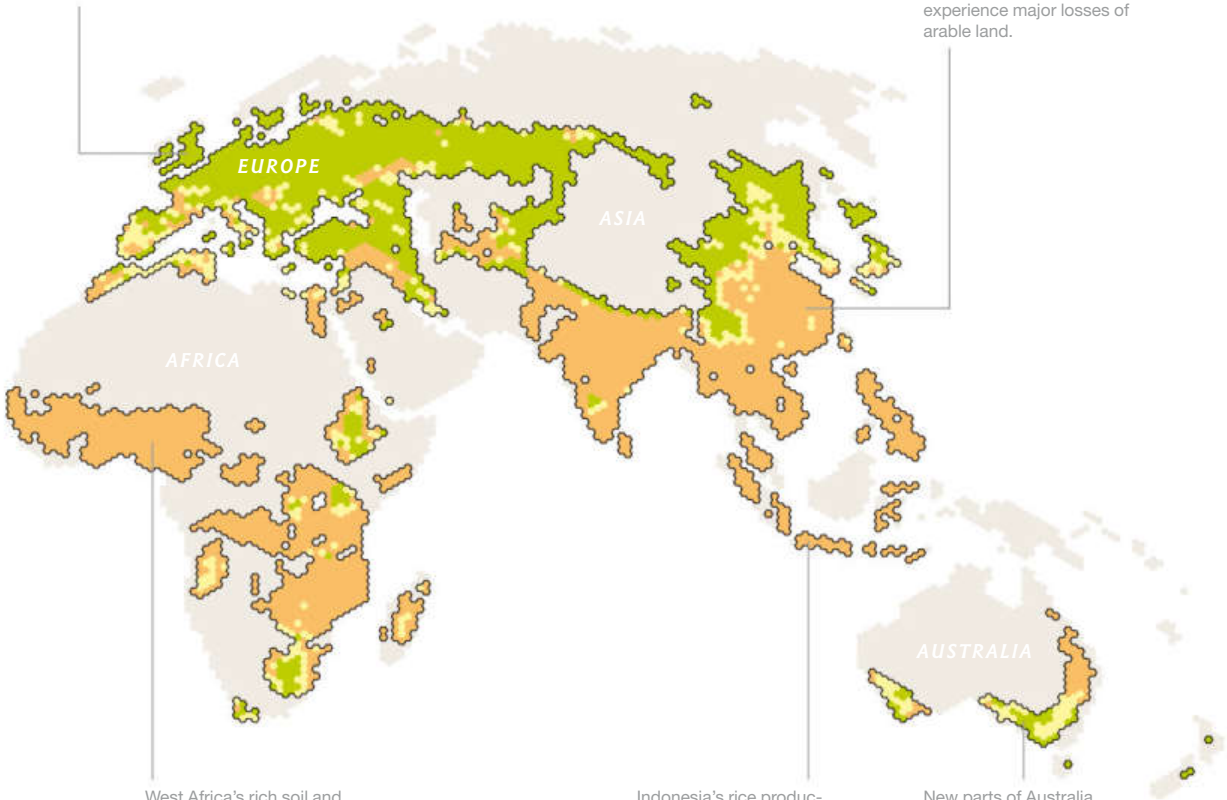 experience major losses of
arable land.
EUROPE
ASIA
AFRICA
AUSTRALIA
West Africa's rich soil and
Indonesia's rice produc-
New parts of Australia